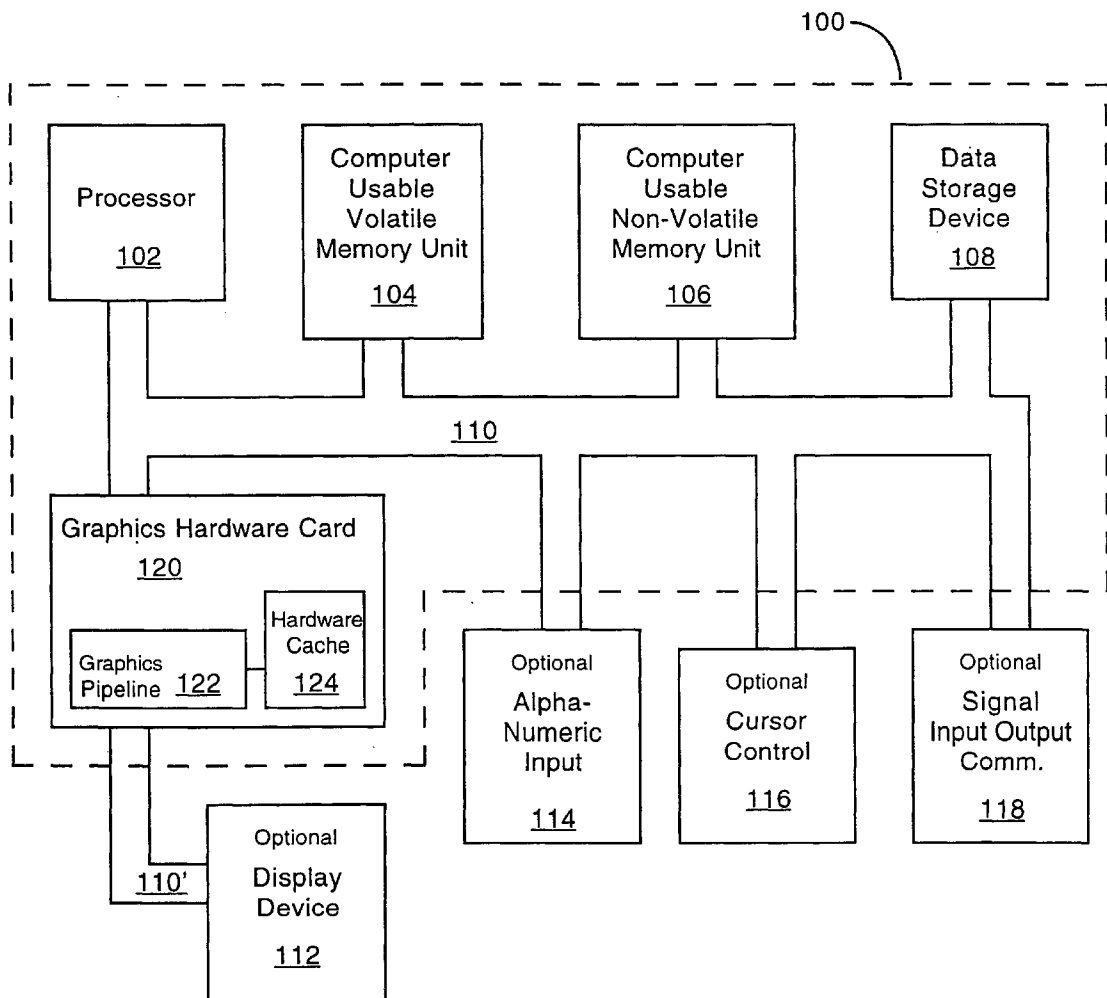 100
Processor
102
Computer
Usable
Volatile
Memory Unit
104
Computer
Usable
Non-Volatile
Memory Unit
106
Data
Storage
Device
108
110
Graphics Hardware Card
120
Graphics
Pipeline
122
Hardware
Cache
124
Optional
Alpha-
Numeric
Input
114
Optional
Cursor
Control
116
Optional
Signal
Input Output
Comm.
118
110'
Optional
Display
Device
112